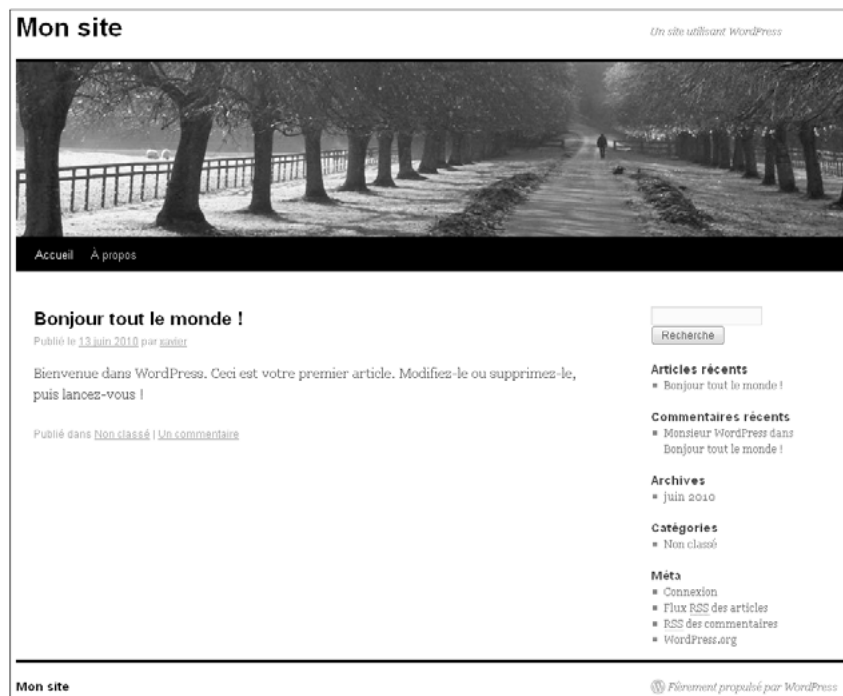 Mon site
Un site utilisant WordPress
Accueil À propos
Bonjour tout le monde !
Publié le 13 juin 2010 par xavier
Bienvenue dans WordPress. Ceci est votre premier article. Modifiez-le ou supprimez-le,
puis lancez-vous !
Publié dans Non classé | Un commentaire
Recherche
Articles récents
Bonjour tout le monde !
Commentaires récents
Monsieur WordPress dans
Bonjour tout le monde !
Archives
juin 2010
Catégories
Non classé
Méta
Connexion
Flux RSS des articles
RSS des commentaires
WordPress.org
Mon site
Fièrement propulsé par WordPress